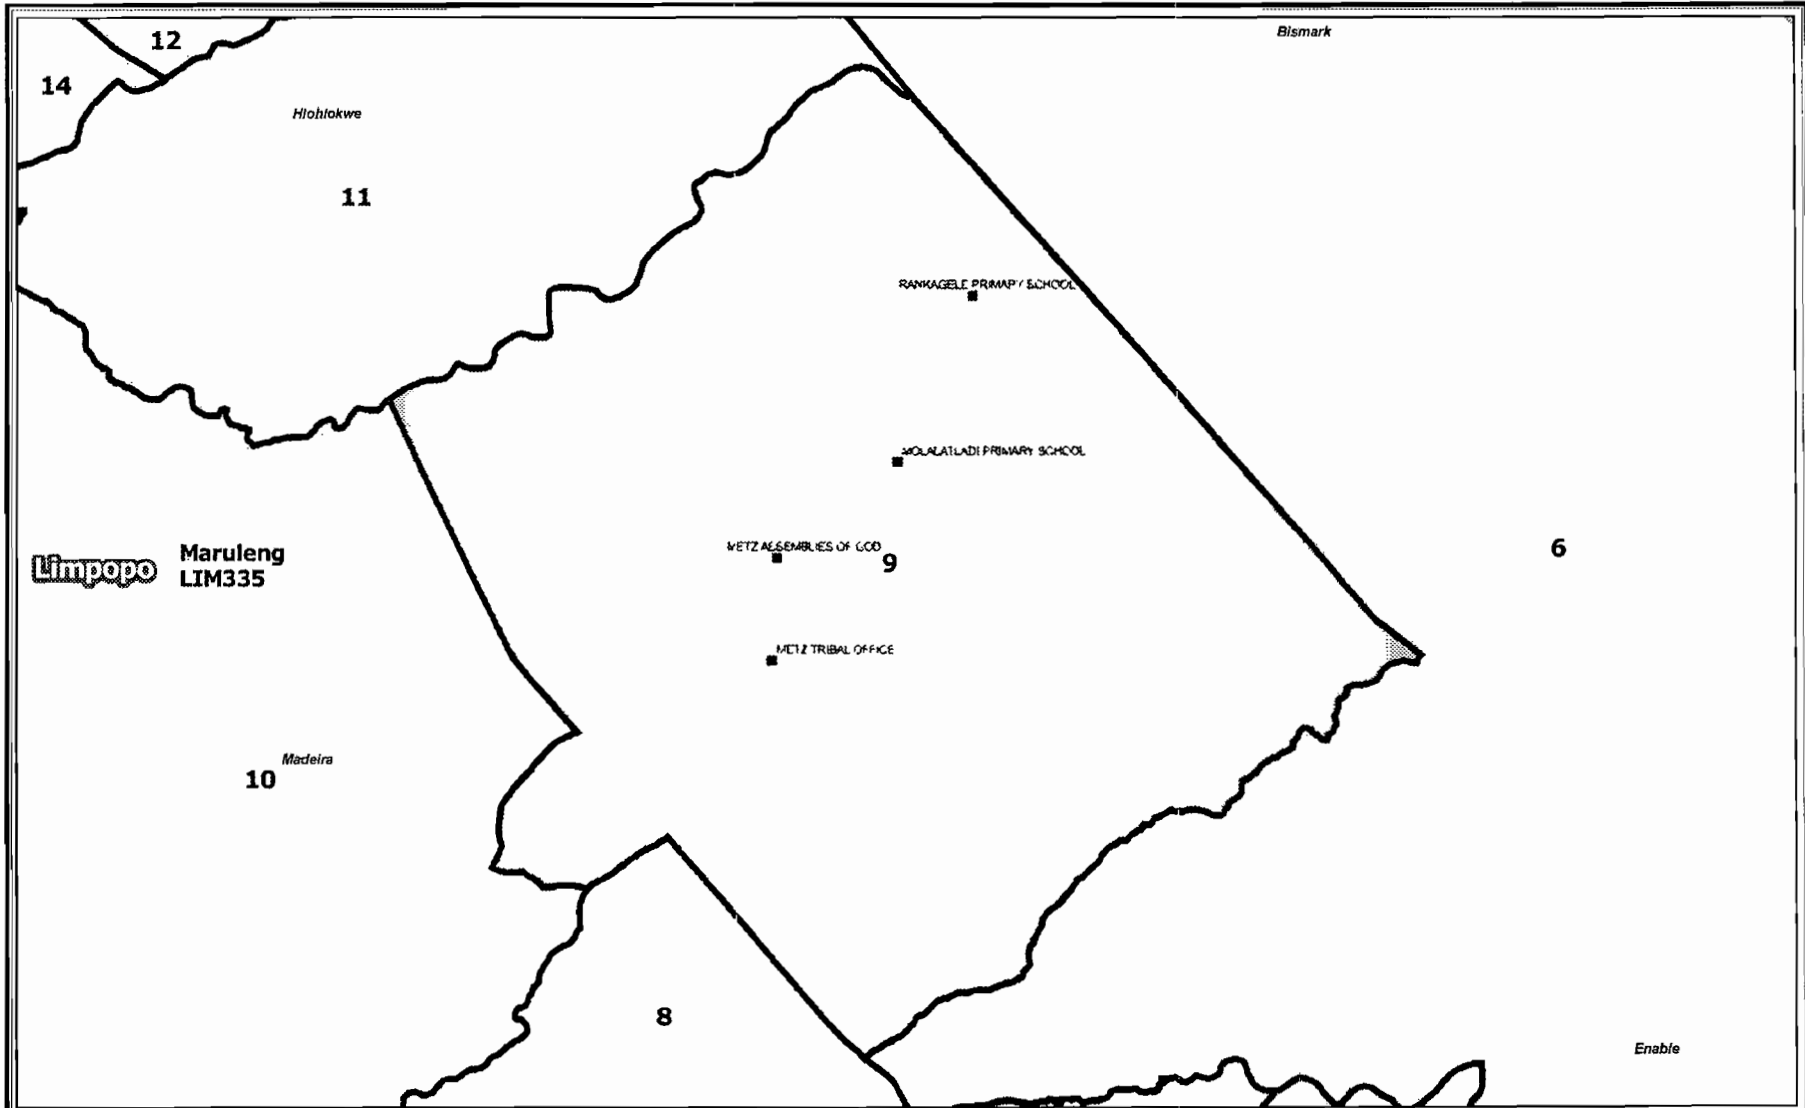 Bismark
12
14
Hlohlokwe
11
RANKAGELE PRIMARY SCHOOL
MOLALATLADI PRIMARY SCHOOL
METZ ASSEMBLIES OF GOD
9
6
Limpopo
Maruleng
LIM335
METZ TRIBAL OFFICE
Madeira
10
8
Enable